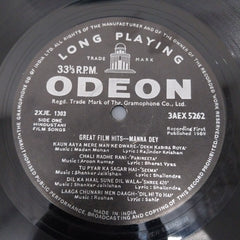 LONG PLAYING
33⅓ R.P.M.
TRADE MARK
ODEON
Regd. Trade Mark of The Gramophone Co., Ltd.
2XJE. 1303
SIDE ONE
HINDUSTANI
FILM SONGS
3AEX 5262
Recording First
Published 1969
GREAT FILM HITS—MANNA DEY
KAUN AAYA MERE MAN KE DWARE-"DEKH KABIRA ROYA"
Music : Madan Mohan : Lyric : Rajinder Krishan
CHALI RADHE RANI-"PARINEETA"
Music : Aroon Kumar : Lyric : Bharat Vyas
TU PYAR KA SAGAR HAI-"SEEMA"
Music : Shanker Jaikishan : Lyric : Shailendra
DIL KA HAAL SUNE DIL WALA-"SHREE 420"
Music : Shanker Jaikishan : Lyric : Shailendra
LAAGA CHUNARI MEN DAAGH-"DIL HI TO HAI"
Music : Roshan : Lyric : Sahir
MADE IN INDIA